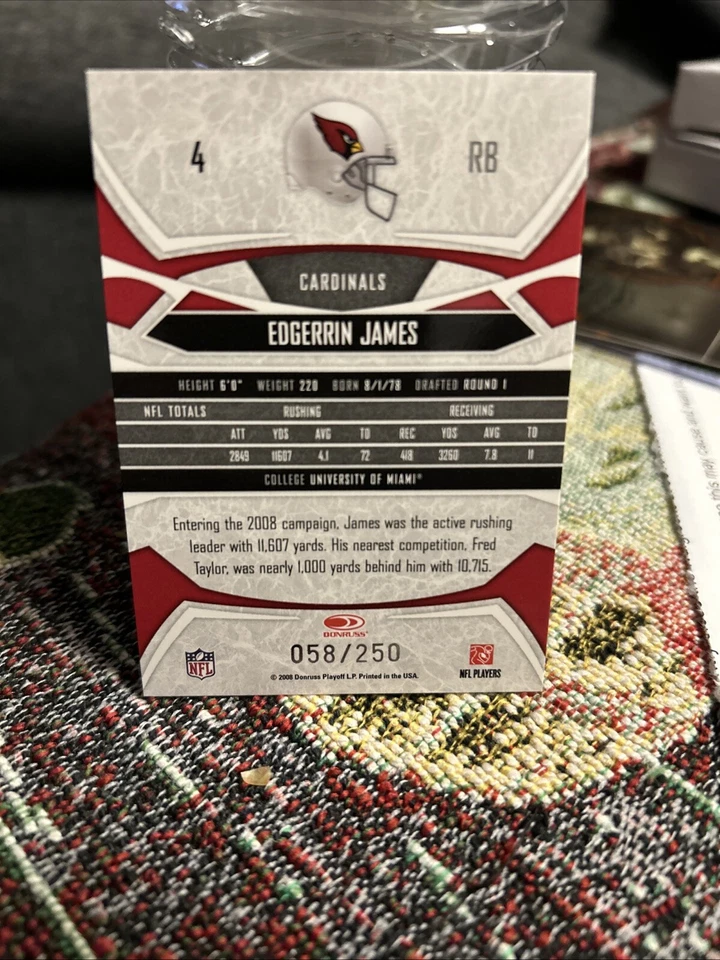 4 RB
CARDINALS
EDGERRIN JAMES
HEIGHT 6'0" WEIGHT 220 BORN 8/1/78 DRAFTED ROUND 1
NFL TOTALS RUSHING RECEIVING
ATT YDS AVG TD REC YDS AVG TD
2849 11607 4.1 72 418 3260 7.8 11
COLLEGE UNIVERSITY OF MIAMI®
Entering the 2008 campaign, James was the active rushing
leader with 11,607 yards. His nearest competition, Fred
Taylor, was nearly 1,000 yards behind him with 10,715.
DONRUSS
058/250
NFL
NFL PLAYERS
© 2008 Donruss Playoff L.P. Printed in the USA.